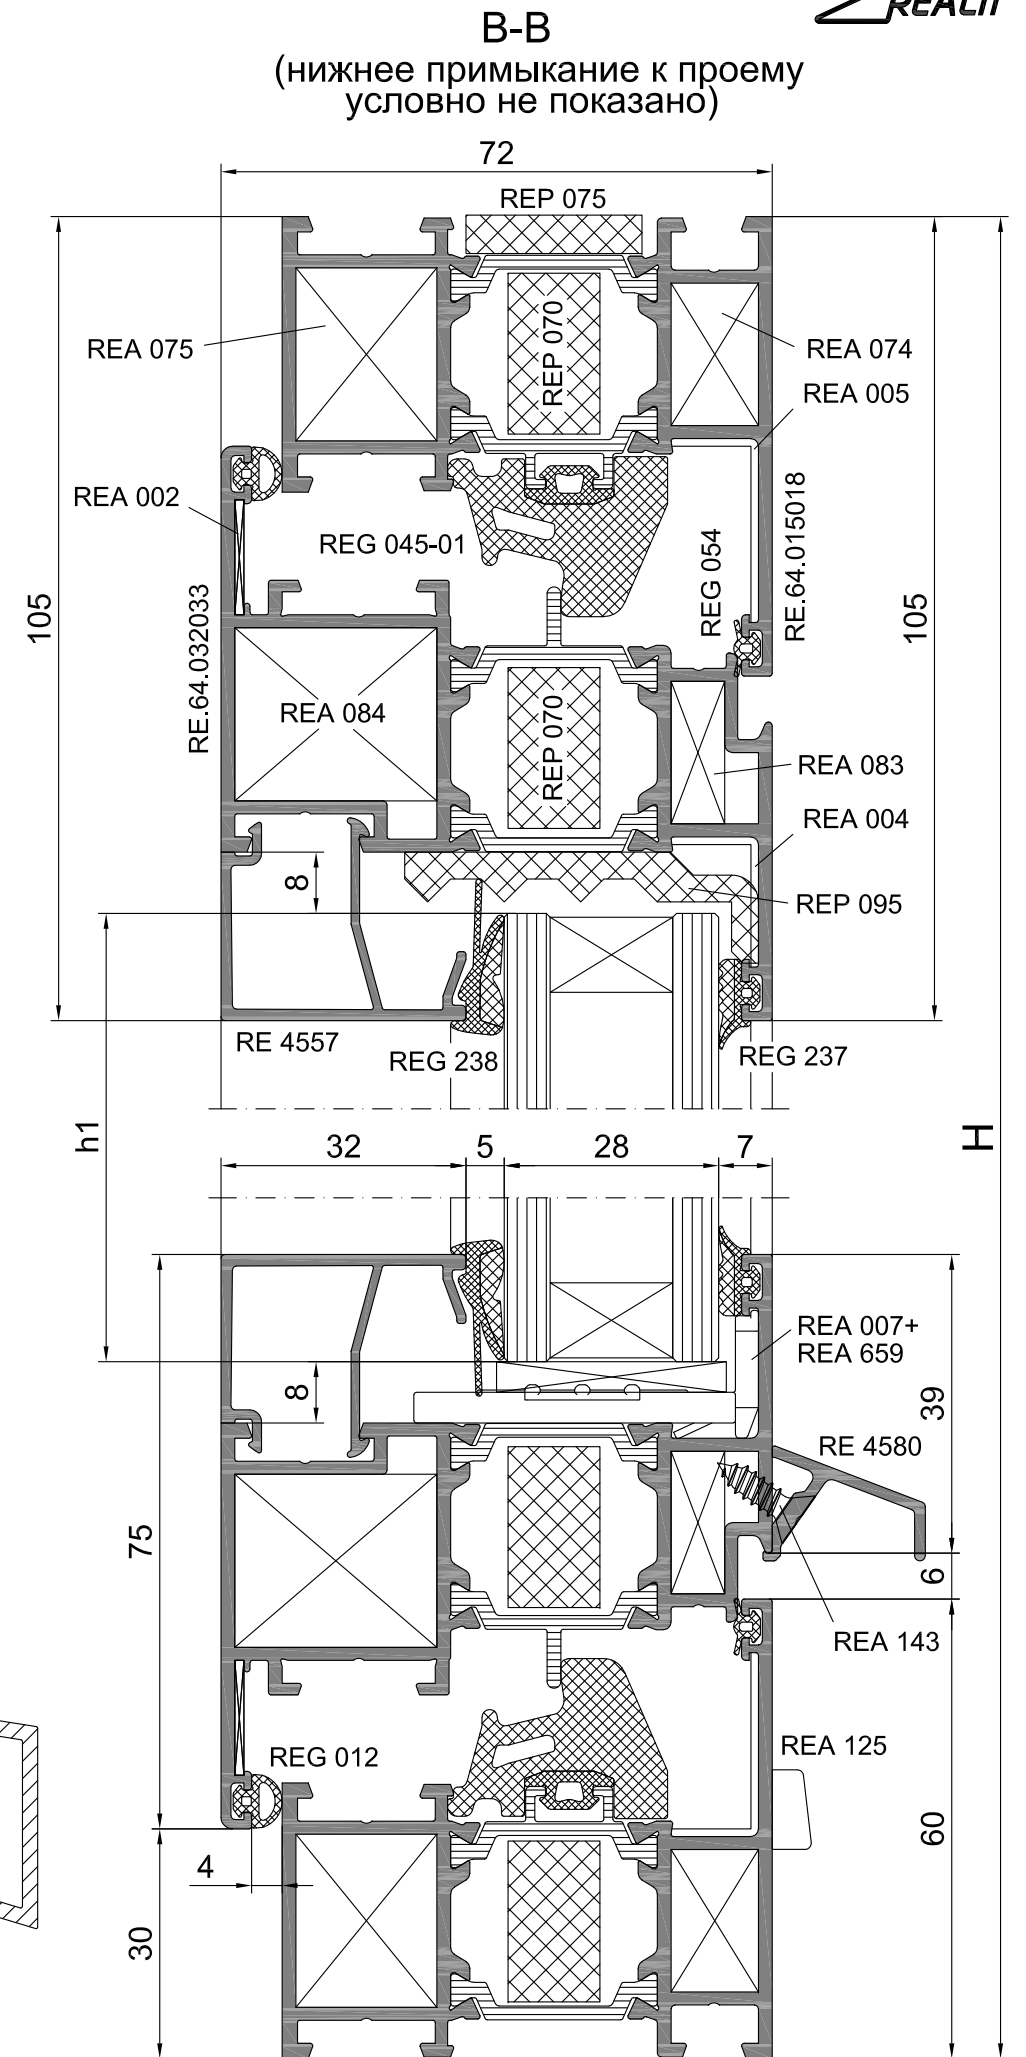 REALIT
B-B
(нижнее примыкание к проему
условно не показано)
72
REP 075
REA 075
REP 070
REA 074
REA 005
REA 002
REG 045-01
REG 054
RE.64.015018
105
105
RE.64.032033
REA 084
REP 070
REA 083
REA 004
8
REP 095
RE 4557
REG 238
REG 237
h1
H
32
5
28
7
REA 007+
REA 659
8
39
RE 4580
75
6
REA 143
REG 012
REA 125
4
60
30